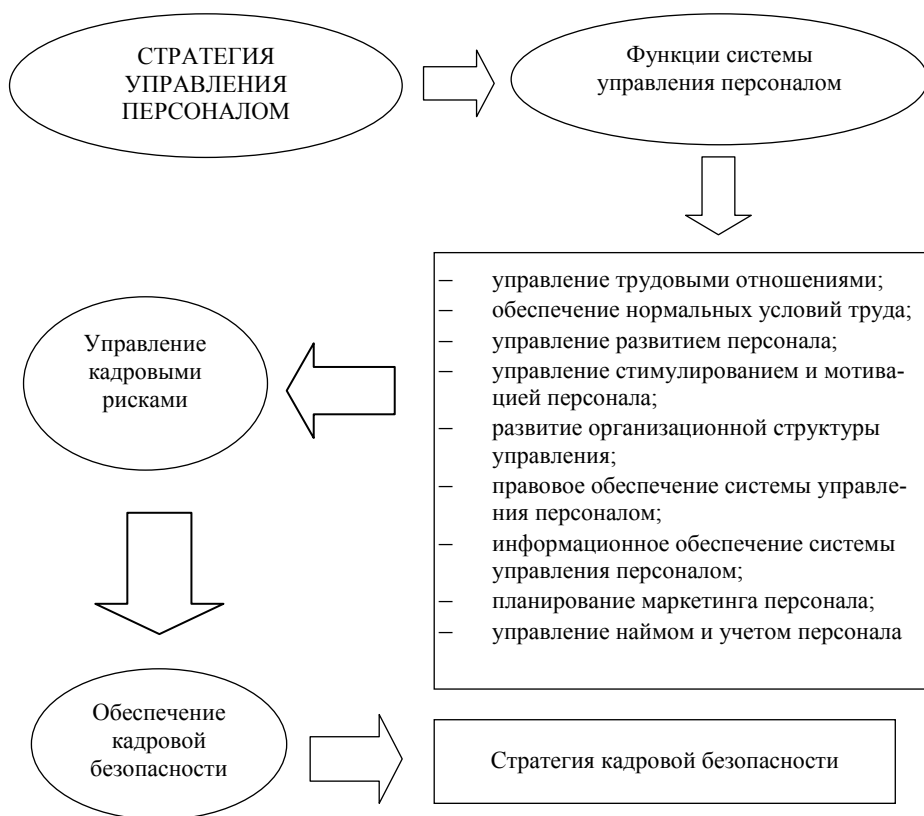 СТРАТЕГИЯ
УПРАВЛЕНИЯ
ПЕРСОНАЛОМ
Функции системы
управления персоналом
– управление трудовыми отношениями;
– обеспечение нормальных условий труда;
– управление развитием персонала;
– управление стимулированием и мотива-
цией персонала;
– развитие организационной структуры
управления;
– правовое обеспечение системы управле-
ния персоналом;
– информационное обеспечение системы
управления персоналом;
– планирование маркетинга персонала;
– управление наймом и учетом персонала
Управление
кадровыми
рисками
Обеспечение
кадровой
безопасности
Стратегия кадровой безопасности